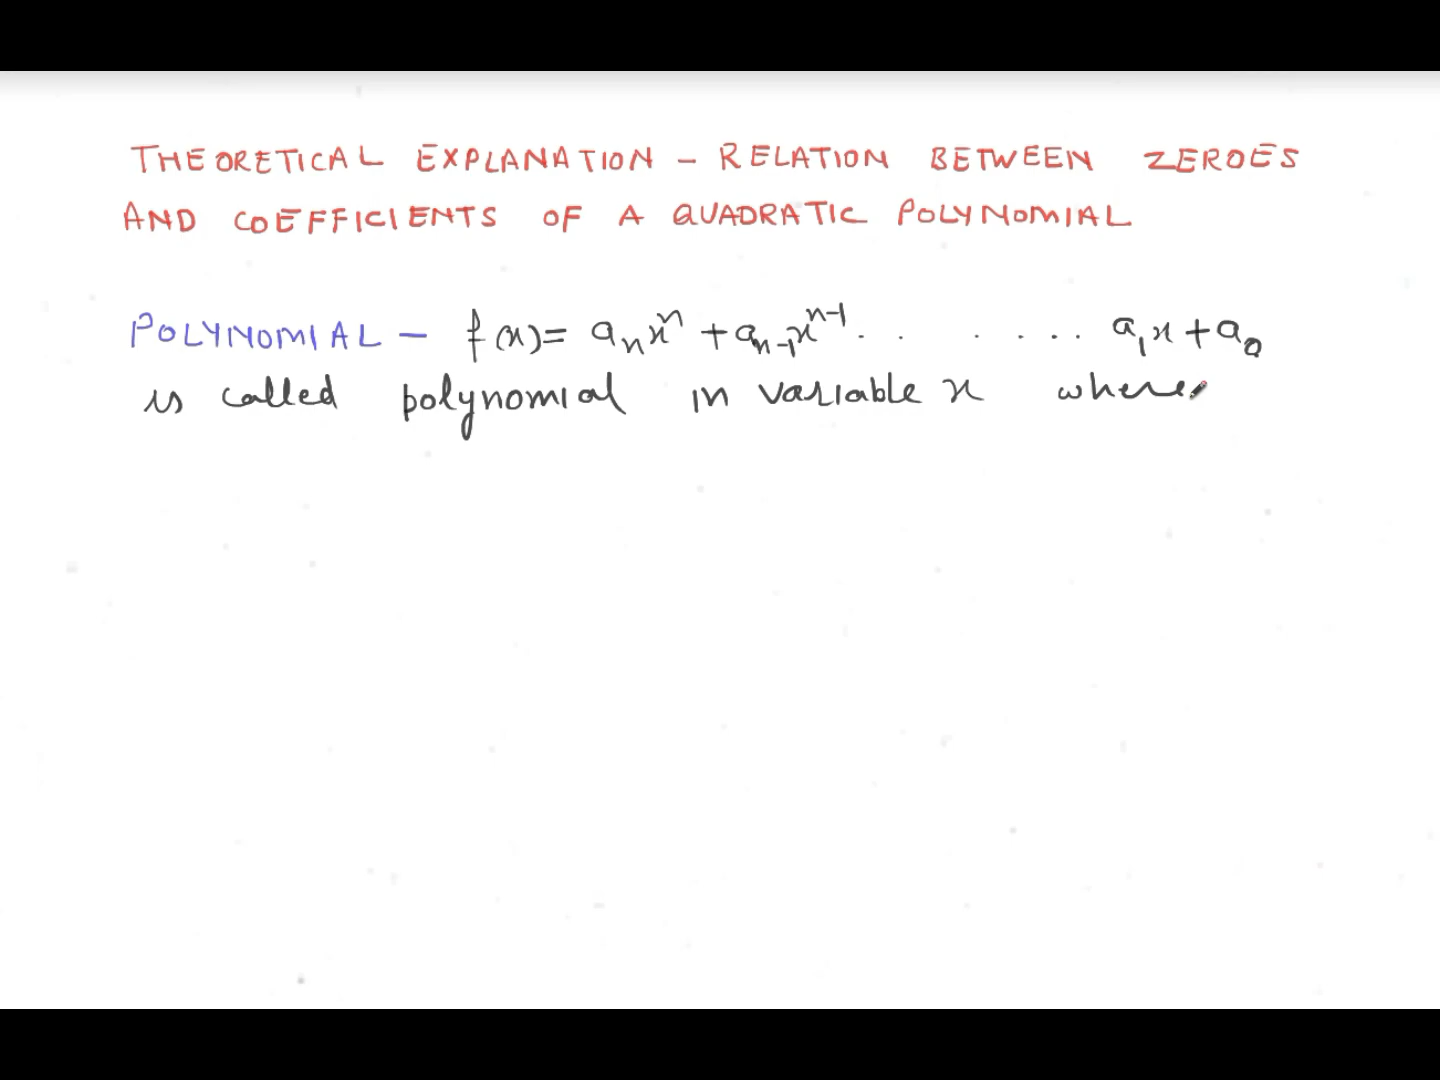 THEORETICAL EXPLANATION - RELATION BETWEEN ZEROES
AND COEFFICIENTS OF A QUADRATIC POLYNOMIAL
POLYNOMIAL - f(x) = aₙxⁿ + aₙ₋₁xⁿ⁻¹ . . . . . . . a₁x + a₀
is called polynomial in variable x where